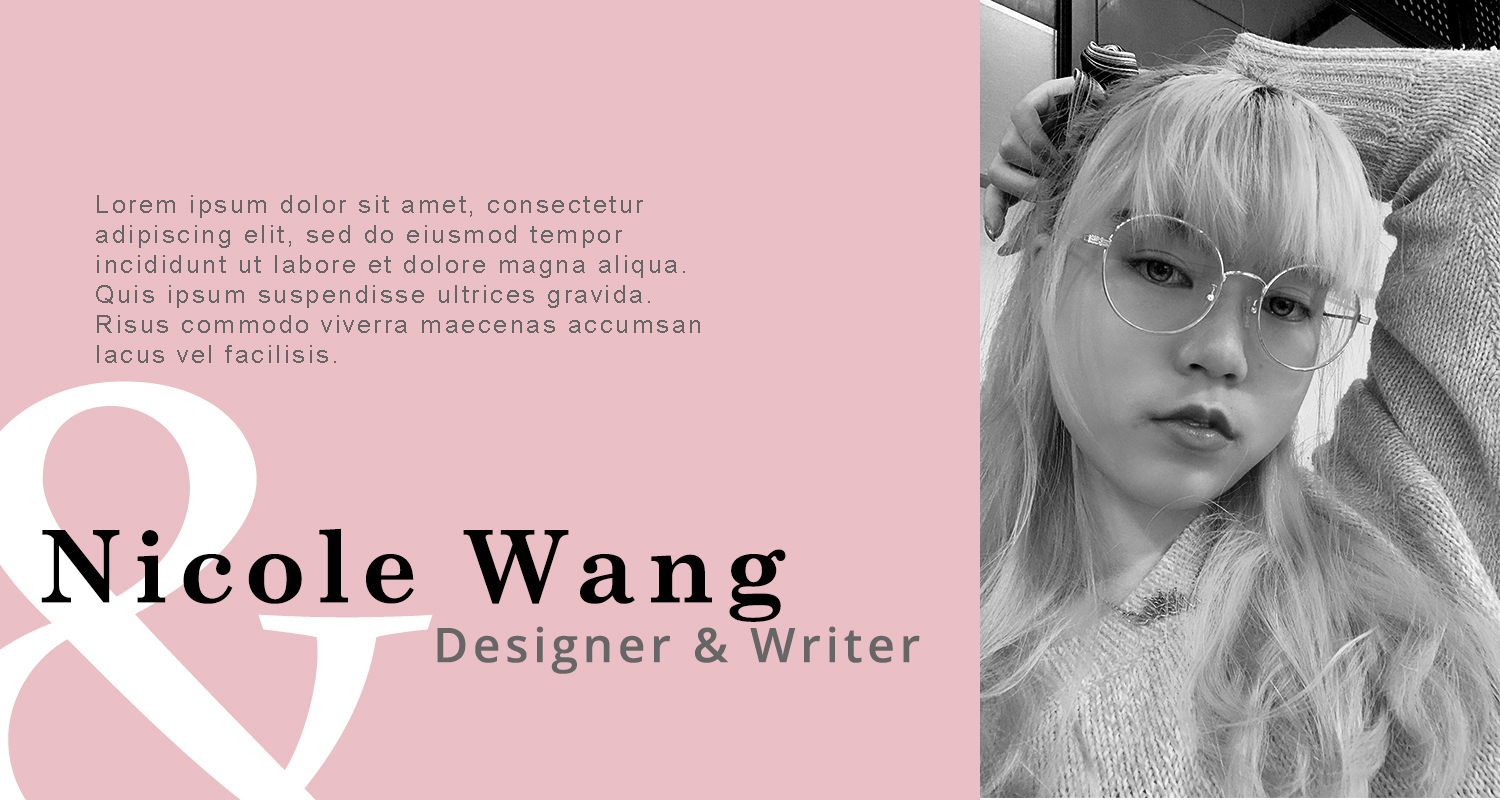 Lorem ipsum dolor sit amet, consectetur
adipiscing elit, sed do eiusmod tempor
incididunt ut labore et dolore magna aliqua.
Quis ipsum suspendisse ultrices gravida.
Risus commodo viverra maecenas accumsan
lacus vel facilisis.
&
Nicole Wang
Designer & Writer